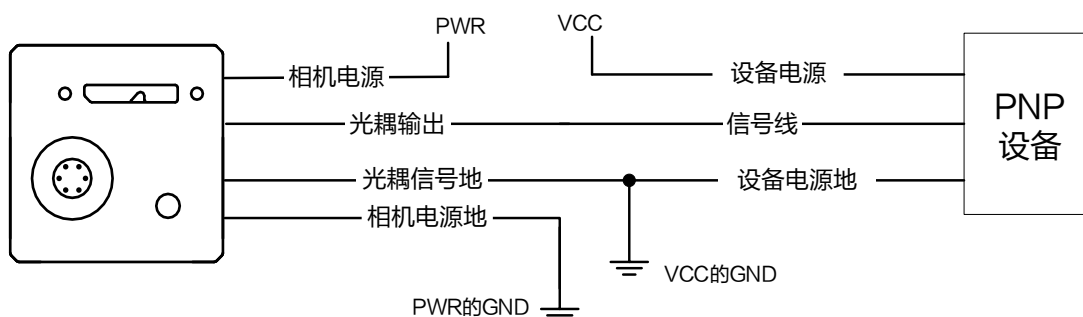 PWR
VCC
相机电源
设备电源
光耦输出
信号线
PNP
设备
光耦信号地
设备电源地
相机电源地
VCC的GND
PWR的GND